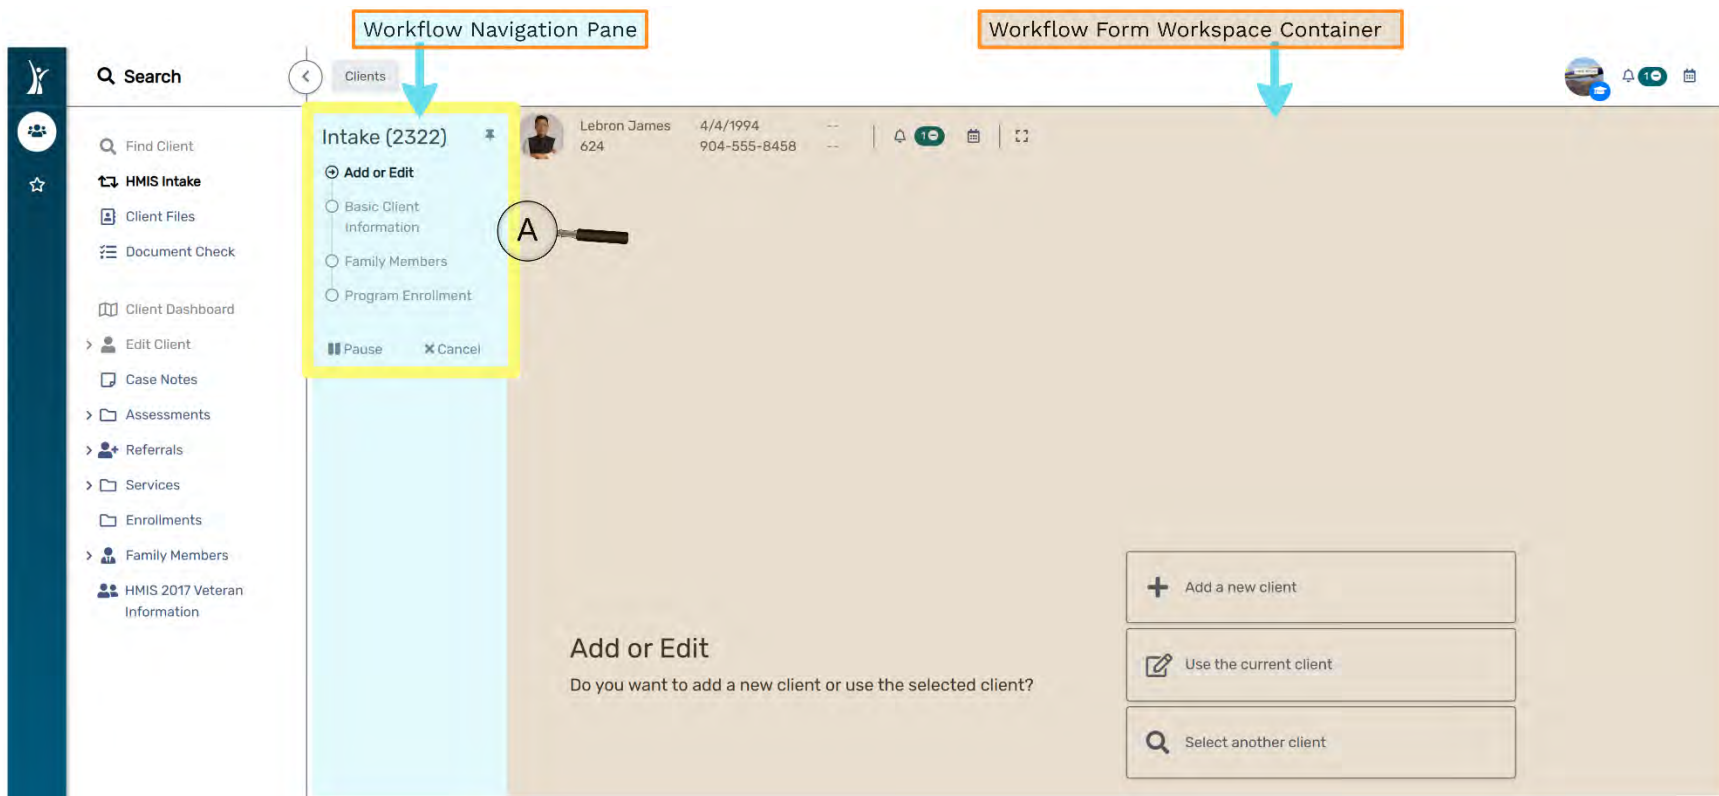 Workflow Navigation Pane
Workflow Form Workspace Container
Search
Clients
1
Find Client
HMIS Intake
Client Files
Document Check
Client Dashboard
Edit Client
Case Notes
Assessments
Referrals
Services
Enrollments
Family Members
HMIS 2017 Veteran
Information
Intake (2322)
Add or Edit
Basic Client
Information
Family Members
Program Enrollment
Pause
Cancel
A
Lebron James 4/4/1994 --
624 904-555-8458 --
1
Add or Edit
Do you want to add a new client or use the selected client?
Add a new client
Use the current client
Select another client